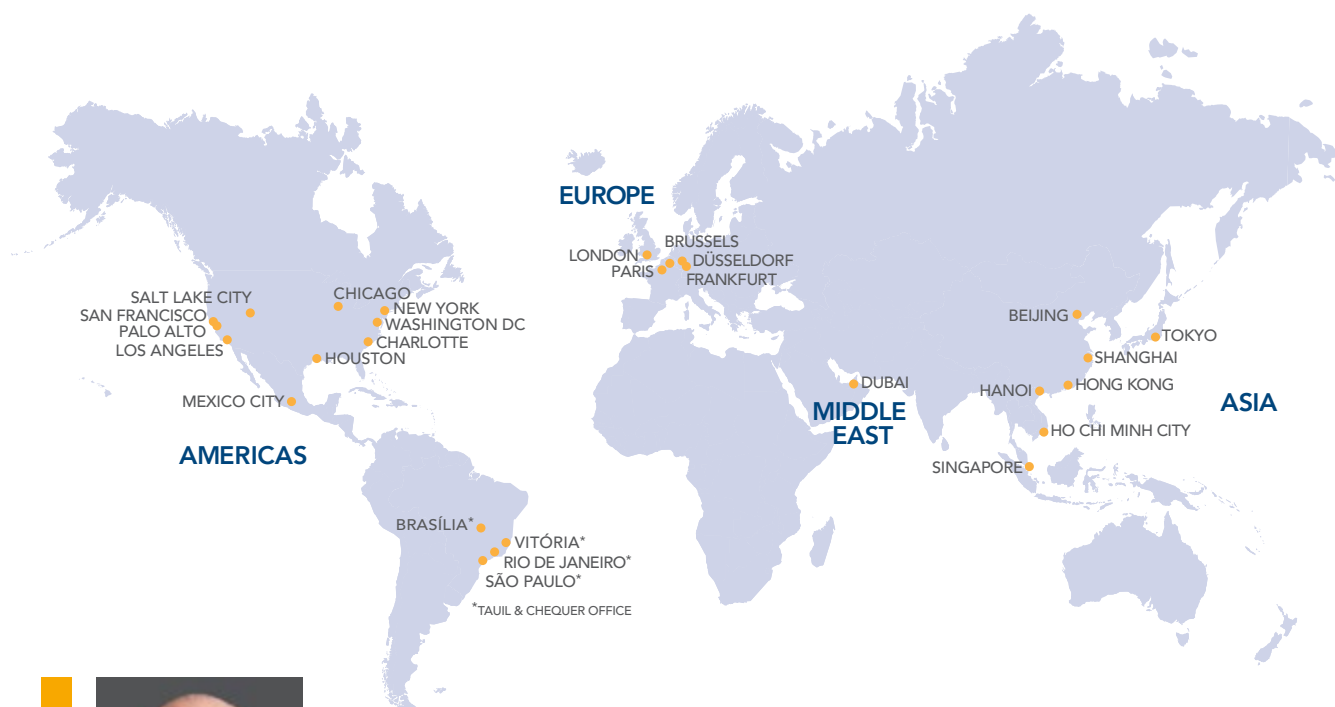 EUROPE
BRUSSELS
LONDON
DÜSSELDORF
PARIS
FRANKFURT
SALT LAKE CITY
CHICAGO
SAN FRANCISCO
NEW YORK
PALO ALTO
WASHINGTON DC
LOS ANGELES
CHARLOTTE
HOUSTON
MEXICO CITY
AMERICAS
BRASÍLIA*
VITÓRIA*
RIO DE JANEIRO*
SÃO PAULO*
*TAUIL & CHEQUER OFFICE
DUBAI
MIDDLE
EAST
BEIJING
TOKYO
SHANGHAI
HANOI
HONG KONG
ASIA
HO CHI MINH CITY
SINGAPORE